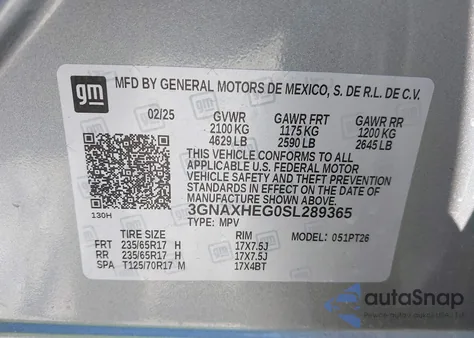 gm
MFD BY GENERAL MOTORS DE MEXICO, S. DE R.L. DE C.V.
02/25 GVWR GAWR FRT GAWR RR
2100 KG 1175 KG 1200 KG
4629 LB 2590 LB 2645 LB
THIS VEHICLE CONFORMS TO ALL
APPLICABLE U.S. FEDERAL MOTOR
VEHICLE SAFETY AND THEFT PREVENTION
STANDARDS IN EFFECT ON THE DATE OF
MANUFACTURE SHOWN ABOVE.
3GNAXHEG0SL289365
130H
TYPE: MPV
TIRE SIZE RIM MODEL: 051PT26
FRT 235/65R17 H 17X7.5J
RR 235/65R17 H 17X7.5J
SPA T125/70R17 M 17X4BT
autoSnap
www.autosnap.com